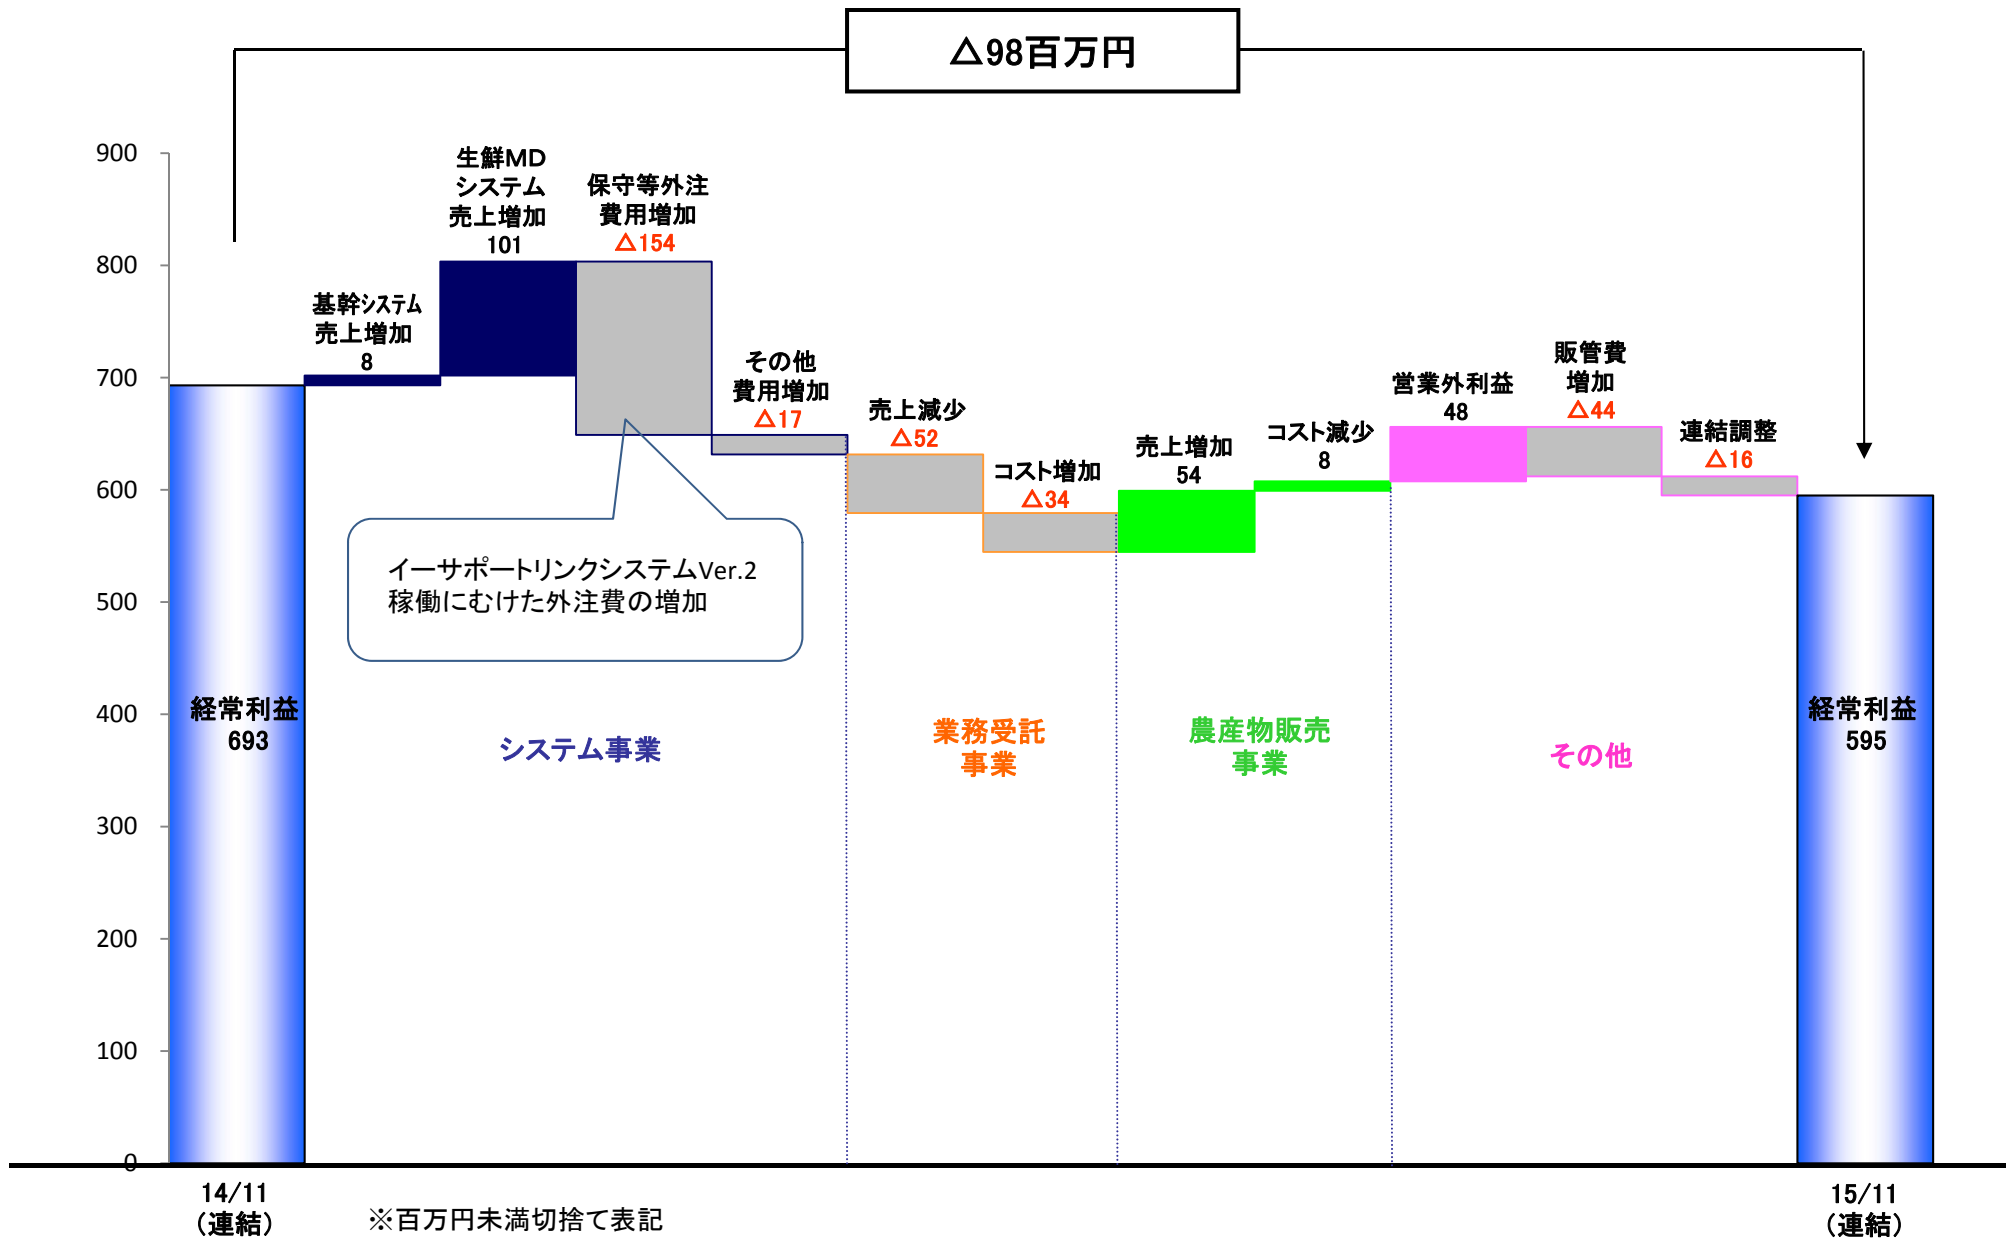 △98百万円
900
800
700
600
500
400
300
200
100
0
生鮮MD
システム
売上増加
101
保守等外注
費用増加
△154
基幹システム
売上増加
8
その他
費用増加
△17
売上減少
△52
コスト増加
△34
売上増加
54
コスト減少
8
営業外利益
48
販管費
増加
△44
連結調整
△16
イーサポートリンクシステムVer.2
稼働にむけた外注費の増加
経常利益
693
システム事業
業務受託
事業
農産物販売
事業
その他
経常利益
595
14/11
(連結)
※百万円未満切捨て表記
15/11
(連結)